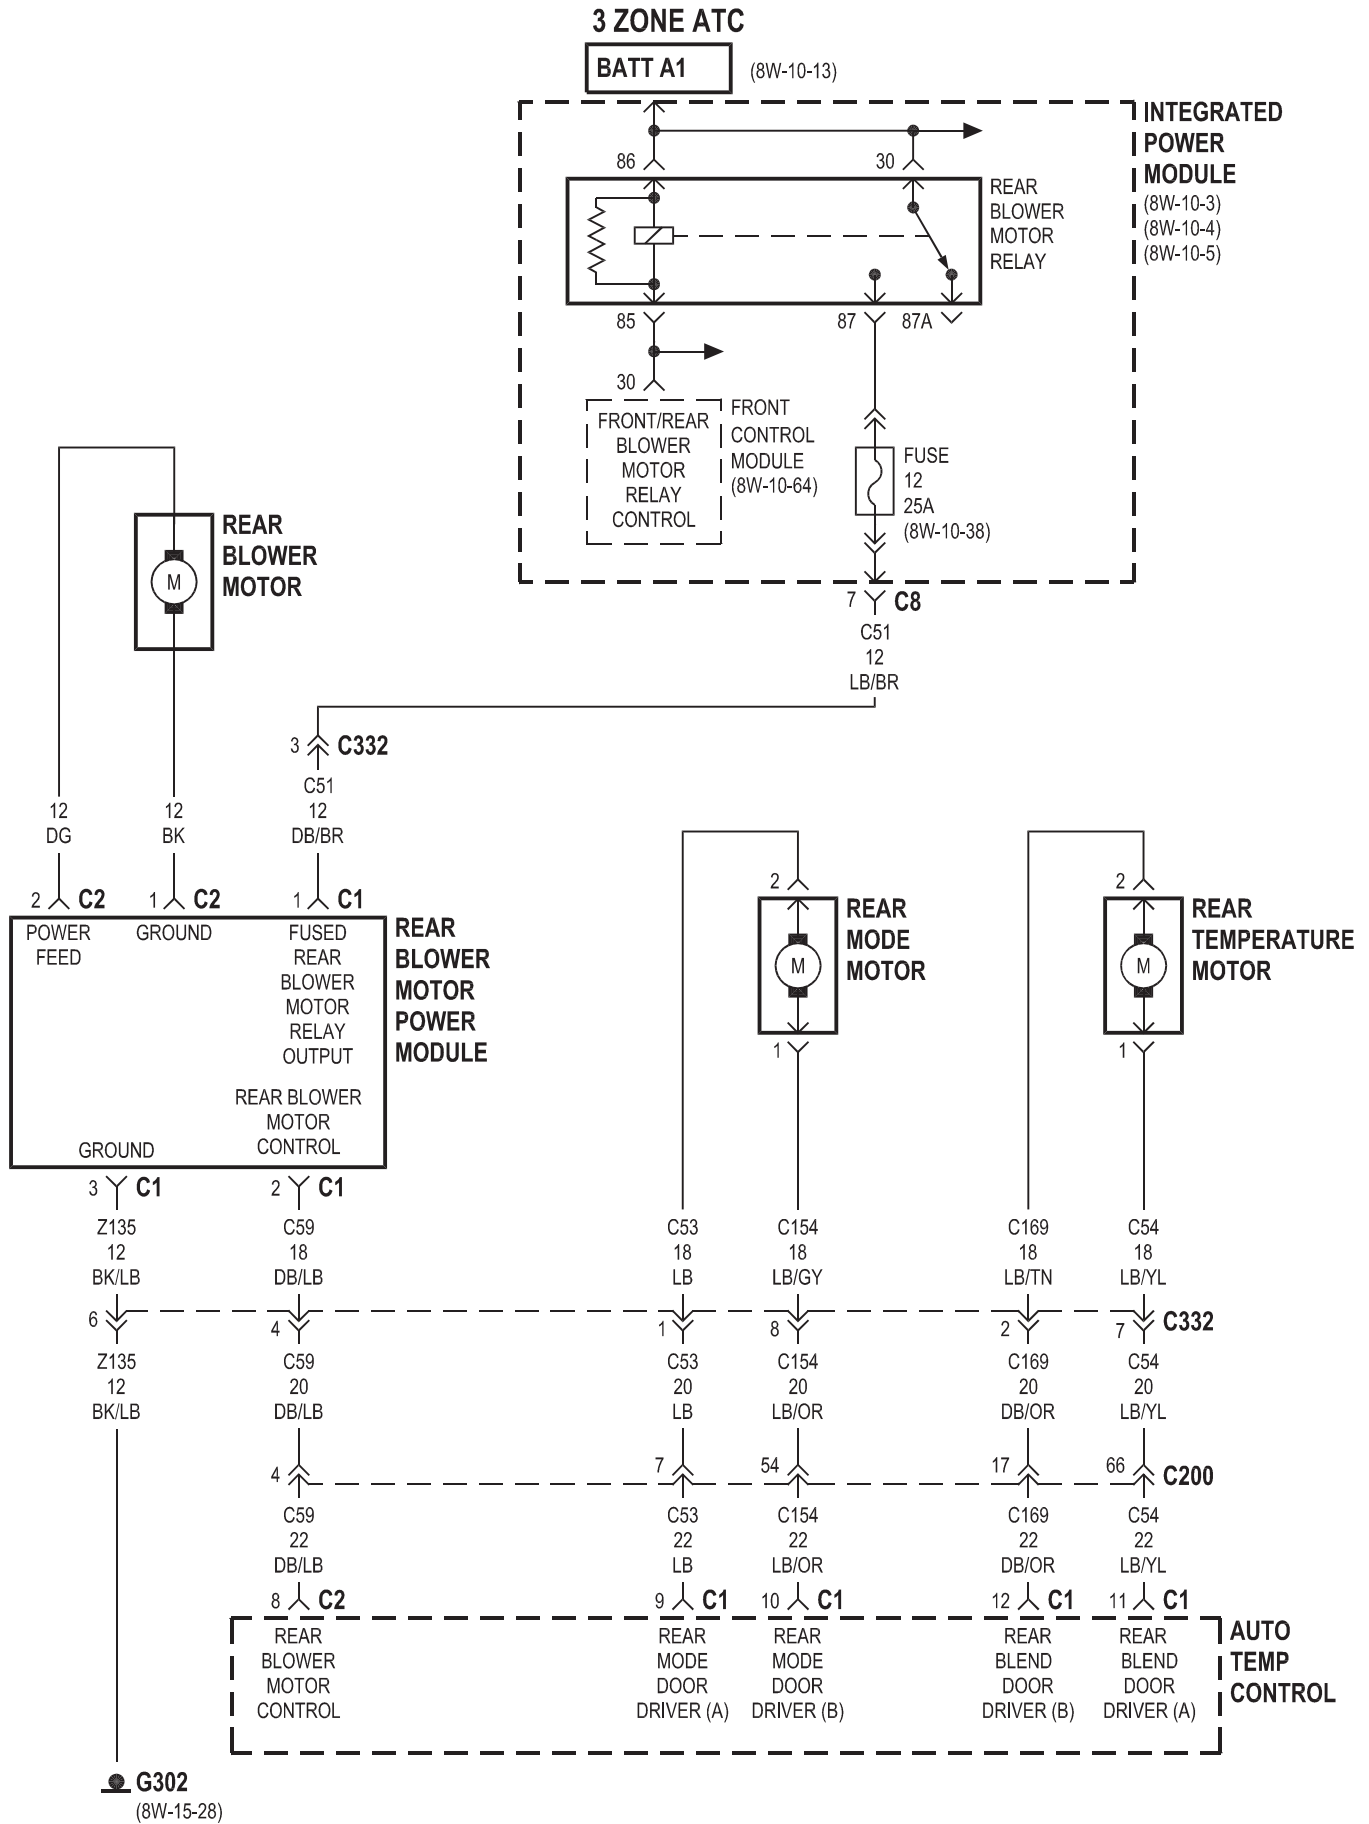 3 ZONE ATC
BATT A1
(8W-10-13)
INTEGRATED
POWER
MODULE
(8W-10-3)
(8W-10-4)
(8W-10-5)
86
30
REAR
BLOWER
MOTOR
RELAY
85
87
87A
30
FRONT/REAR
BLOWER
MOTOR
RELAY
CONTROL
FRONT
CONTROL
MODULE
(8W-10-64)
FUSE
12
25A
(8W-10-38)
REAR
BLOWER
MOTOR
M
7 C8
C51
12
LB/BR
3 C332
C51
12
DB/BR
12
DG
12
BK
2 C2
1 C2
1 C1
POWER
FEED
GROUND
FUSED
REAR
BLOWER
MOTOR
RELAY
OUTPUT
REAR BLOWER
MOTOR
CONTROL
GROUND
REAR
BLOWER
MOTOR
POWER
MODULE
2
M
1
REAR
MODE
MOTOR
2
M
1
REAR
TEMPERATURE
MOTOR
3 C1
2 C1
Z135 C59 C53 C154 C169 C54
12 18 18 18 18 18
BK/LB DB/LB LB LB/GY LB/TN LB/YL
6 4 1 8 2 7 C332
Z135 C59 C53 C154 C169 C54
12 20 20 20 20 20
BK/LB DB/LB LB LB/OR DB/OR LB/YL
4 7 54 17 66 C200
C59 C53 C154 C169 C54
22 22 22 22 22
DB/LB LB LB/OR DB/OR LB/YL
8 C2 9 C1 10 C1 12 C1 11 C1
REAR
BLOWER
MOTOR
CONTROL
REAR
MODE
DOOR
DRIVER (A)
REAR
MODE
DOOR
DRIVER (B)
REAR
BLEND
DOOR
DRIVER (B)
REAR
BLEND
DOOR
DRIVER (A)
AUTO
TEMP
CONTROL
G302
(8W-15-28)